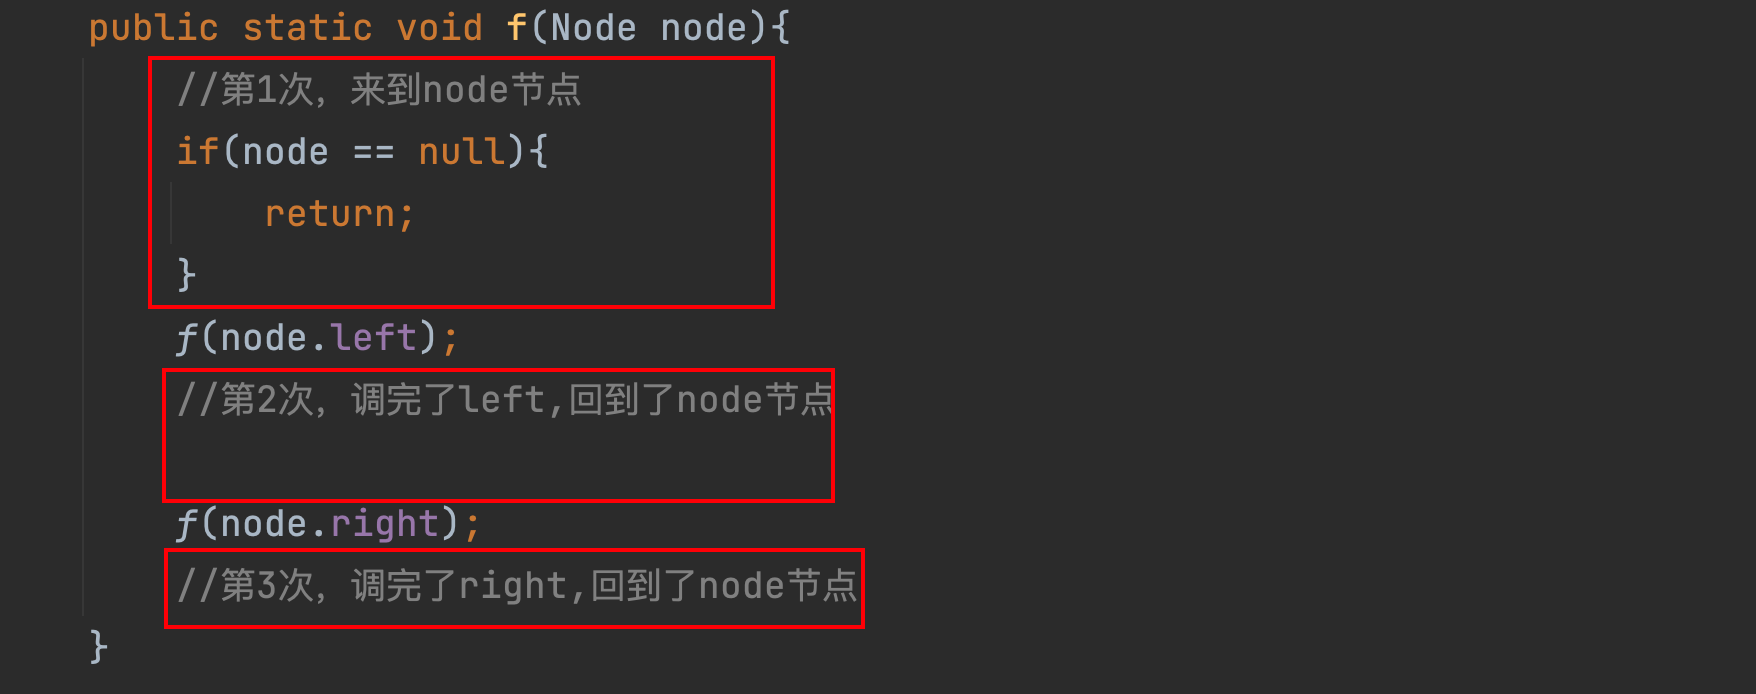 public static void f(Node node){
//第1次，来到node节点
if(node == null){
return;
}
f(node.left);
//第2次，调完了left,回到了node节点
f(node.right);
//第3次，调完了right,回到了node节点
}